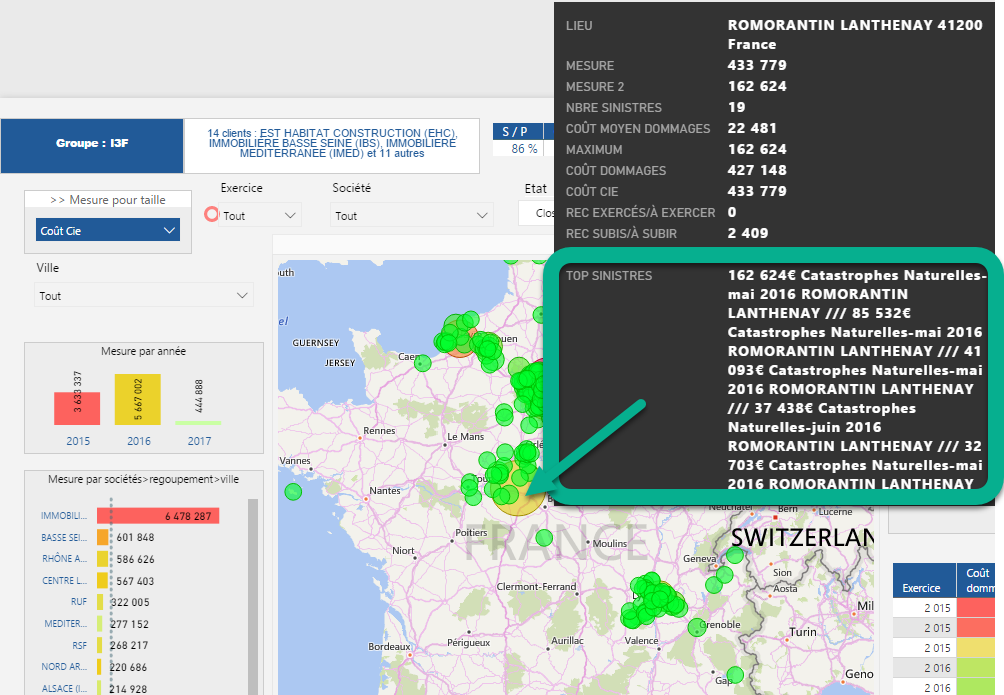 LIEU ROMORANTIN LANTHENAY 41200
France
MESURE 433 779
MESURE 2 162 624
NBRE SINISTRES 19
COÛT MOYEN DOMMAGES 22 481
MAXIMUM 162 624
COÛT DOMMAGES 427 148
COÛT CIE 433 779
REC EXERCÉS/À EXERCER 0
REC SUBIS/À SUBIR 2 409
TOP SINISTRES 162 624€ Catastrophes Naturelles-
mai 2016 ROMORANTIN
LANTHENAY /// 85 532€
Catastrophes Naturelles-mai 2016
ROMORANTIN LANTHENAY /// 41
093€ Catastrophes Naturelles-mai
2016 ROMORANTIN LANTHENAY
/// 37 438€ Catastrophes
Naturelles-juin 2016
ROMORANTIN LANTHENAY /// 32
703€ Catastrophes Naturelles-mai
2016 ROMORANTIN LANTHENAY
Groupe : I3F
14 clients : EST HABITAT CONSTRUCTION (EHC),
IMMOBILIERE BASSE SEINE (IBS), IMMOBILIERE
MEDITERRANEE (IMED) et 11 autres
S / P
86 %
>> Mesure pour taille
Coût Cie
Exercice
Tout
Société
Tout
Etat
Clos
Ville
Tout
Mesure par année
3 633 337
5 667 002
444 888
2015 2016 2017
Mesure par sociétés>regoupement>ville
IMMOBILI... 6 478 287
BASSE SEI... 601 848
RHÔNE A... 586 626
CENTRE L... 567 403
RUF 322 005
MEDITER... 277 152
RSF 268 217
NORD AR... 220 686
ALSACE (I... 214 928
outh
el
GUERNSEY
JERSEY
Caen
ouen
Rennes
Le Mans
Vannes
Nantes
Poitiers
Niort
FRANCE
Moulins
Clermont-Ferrand
Périgueux
Bordeaux
Aurillac
Valence
Grenoble
Gap
Neuchâtel
Bern
Lucerne
SWITZERLAN
Geneva
Sion
Aosta
Mil
Turin
Geno
Exercice
Coût
domm
2 015
2 015
2 015
2 016
2 016